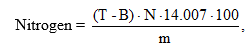 Nitrogen = (T - B) · N · 14.007 · 100 / m ,